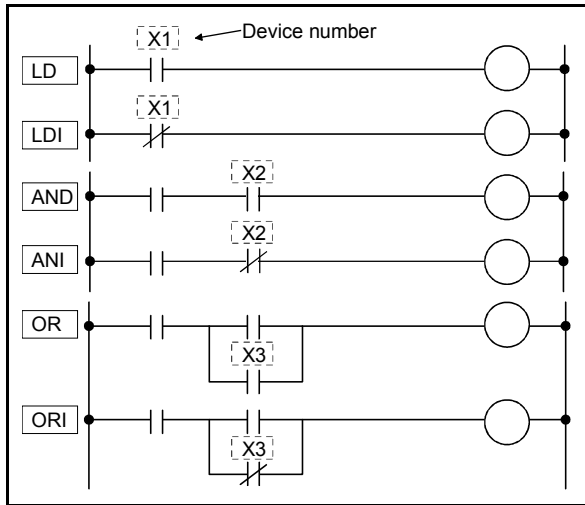 X1
Device number
LD
X1
LDI
X2
AND
X2
ANI
OR
X3
ORI
X3